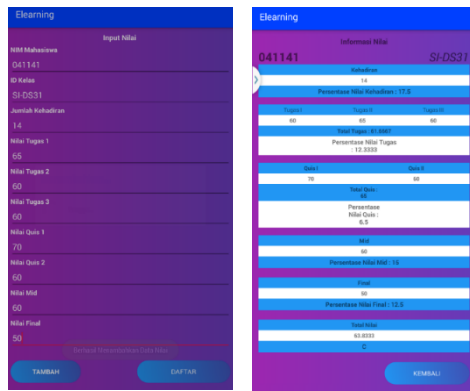 Elearning
Input Nilai
NIM Mahasiswa
041141
ID Kelas
SI-DS31
Jumlah Kehadiran
14
Nilai Tugas 1
65
Nilai Tugas 2
60
Nilai Tugas 3
60
Nilai Quis 1
70
Nilai Quis 2
60
Nilai Mid
60
Nilai Final
50
Berhasil Menambahkan Data Nilai
TAMBAH
DAFTAR
Elearning
Informasi Nilai
041141
SI-DS31
Kehadiran
14
Persentase Nilai Kehadiran : 17.5
Tugas I Tugas II Tugas III
60 65 60
Total Tugas : 61.6667
Persentase Nilai Tugas
: 12.3333
Quis I Quis II
70 60
Total Quis :
65
Persentase
Nilai Quis :
6.5
Mid
60
Persentase Nilai Mid : 15
Final
50
Persentase Nilai Final : 12.5
Total Nilai
63.8333
C
KEMBALI